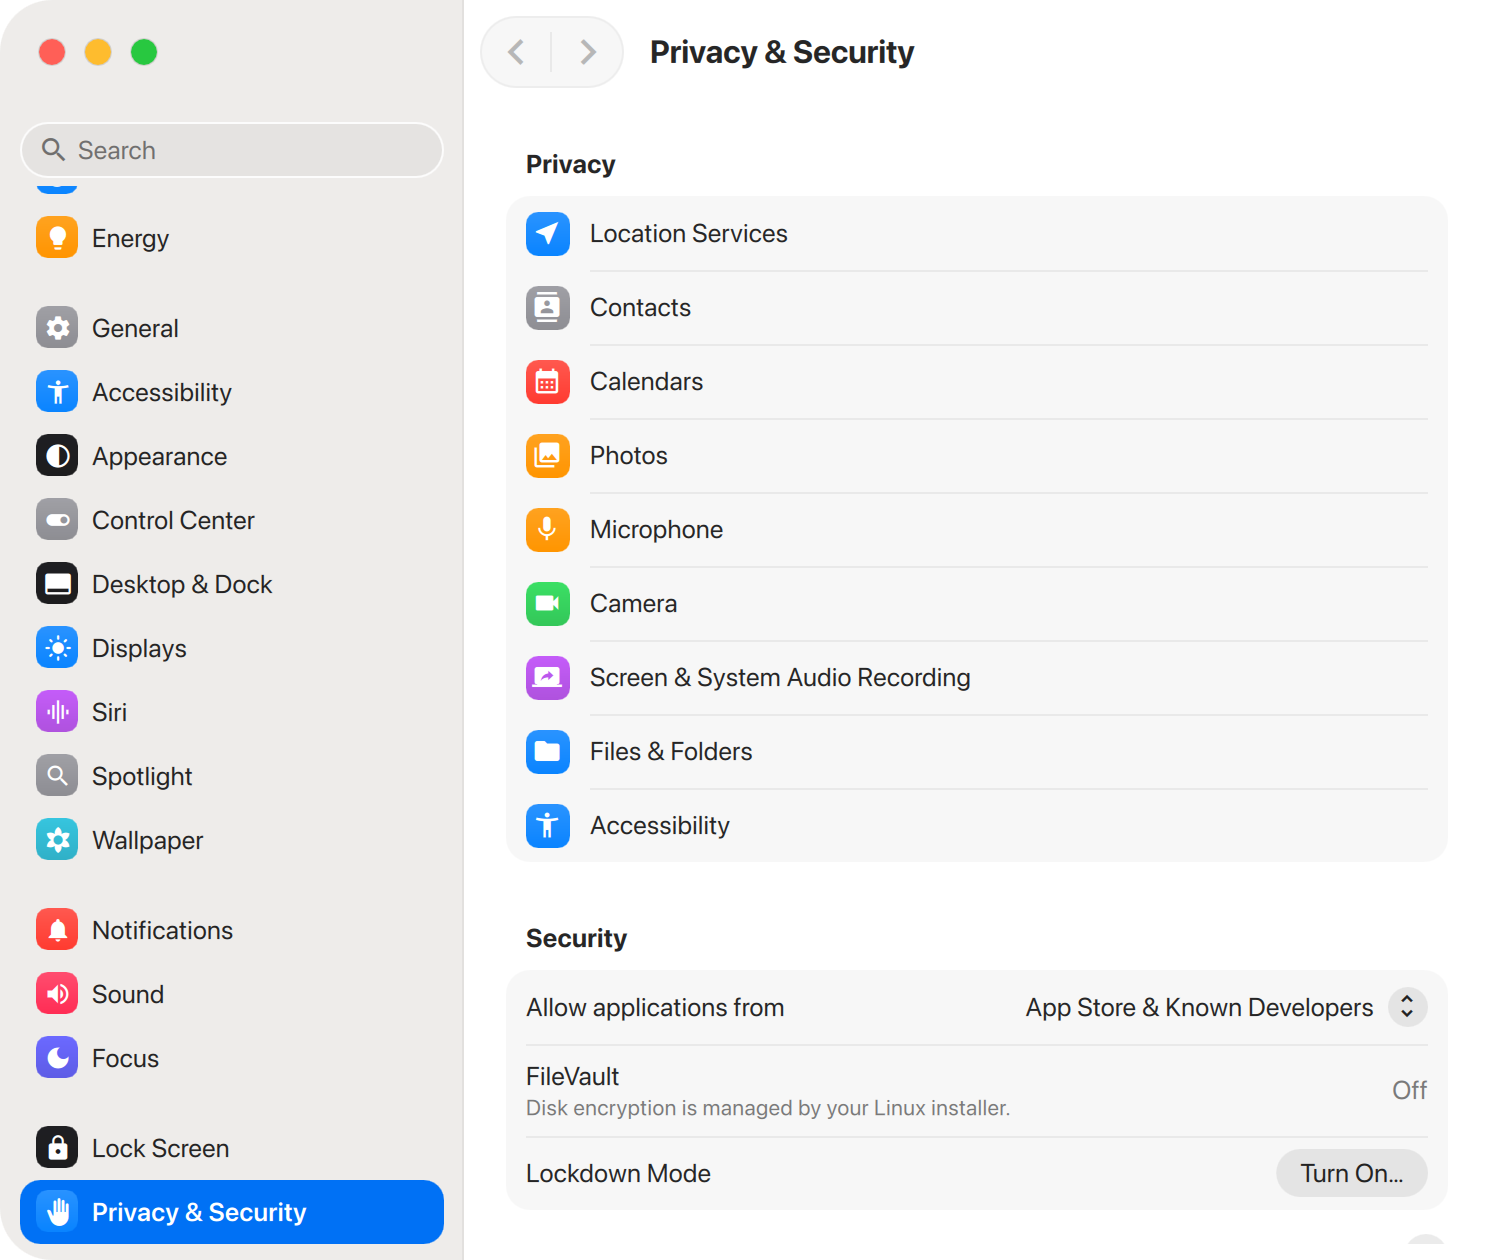 Privacy & Security
Search
Energy
General
Accessibility
Appearance
Control Center
Desktop & Dock
Displays
Siri
Spotlight
Wallpaper
Notifications
Sound
Focus
Lock Screen
Privacy & Security
Privacy
Location Services
Contacts
Calendars
Photos
Microphone
Camera
Screen & System Audio Recording
Files & Folders
Accessibility
Security
Allow applications from App Store & Known Developers
FileVault
Disk encryption is managed by your Linux installer.
Off
Lockdown Mode Turn On...